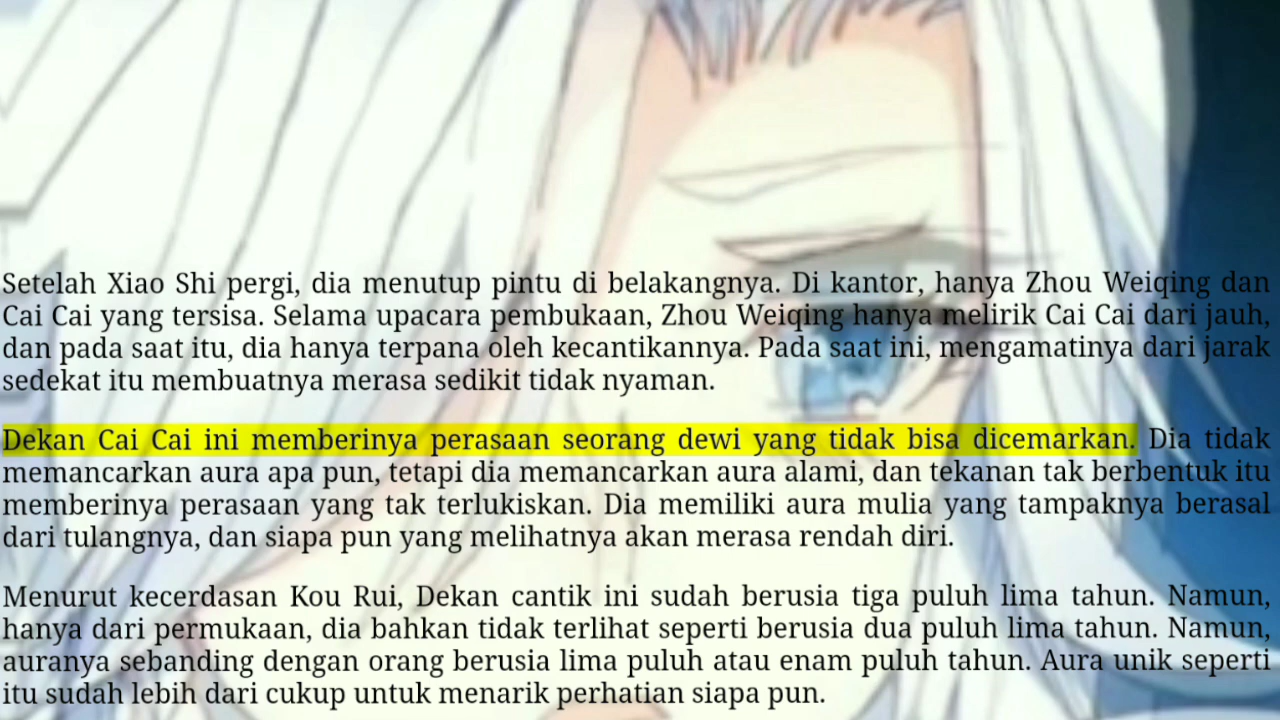 Setelah Xiao Shi pergi, dia menutup pintu di belakangnya. Di kantor, hanya Zhou Weiqing dan
Cai Cai yang tersisa. Selama upacara pembukaan, Zhou Weiqing hanya melirik Cai Cai dari jauh,
dan pada saat itu, dia hanya terpana oleh kecantikannya. Pada saat ini, mengamatinya dari jarak
sedekat itu membuatnya merasa sedikit tidak nyaman.
Dekan Cai Cai ini memberinya perasaan seorang dewi yang tidak bisa dicemarkan. Dia tidak
memancarkan aura apa pun, tetapi dia memancarkan aura alami, dan tekanan tak berbentuk itu
memberinya perasaan yang tak terlukiskan. Dia memiliki aura mulia yang tampaknya berasal
dari tulangnya, dan siapa pun yang melihatnya akan merasa rendah diri.
Menurut kecerdasan Kou Rui, Dekan cantik ini sudah berusia tiga puluh lima tahun. Namun,
hanya dari permukaan, dia bahkan tidak terlihat seperti berusia dua puluh lima tahun. Namun,
auranya sebanding dengan orang berusia lima puluh atau enam puluh tahun. Aura unik seperti
itu sudah lebih dari cukup untuk menarik perhatian siapa pun.